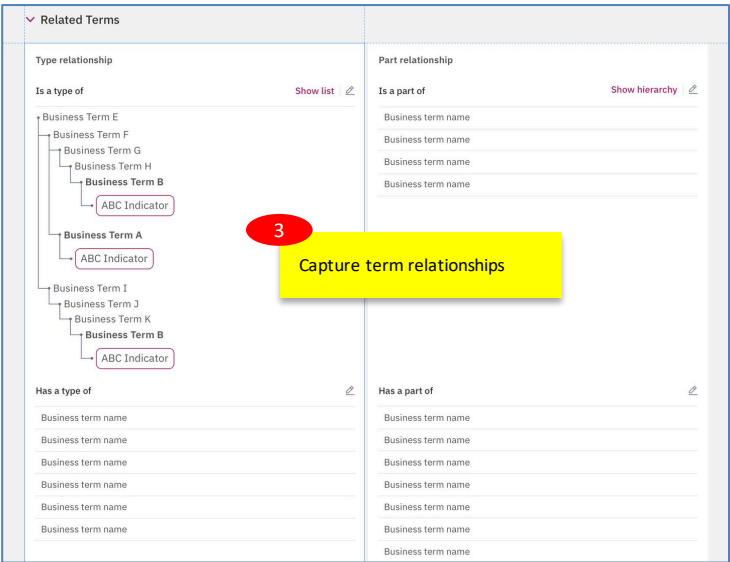 Related Terms
Type relationship
Is a type of
Show list
Business Term E
Business Term F
Business Term G
Business Term H
Business Term B
ABC Indicator
Business Term A
ABC Indicator
Business Term I
Business Term J
Business Term K
Business Term B
ABC Indicator
Has a type of
Business term name
Business term name
Business term name
Business term name
Business term name
Business term name
Part relationship
Is a part of
Show hierarchy
Business term name
Business term name
Business term name
Business term name
3
Capture term relationships
Has a part of
Business term name
Business term name
Business term name
Business term name
Business term name
Business term name
Business term name